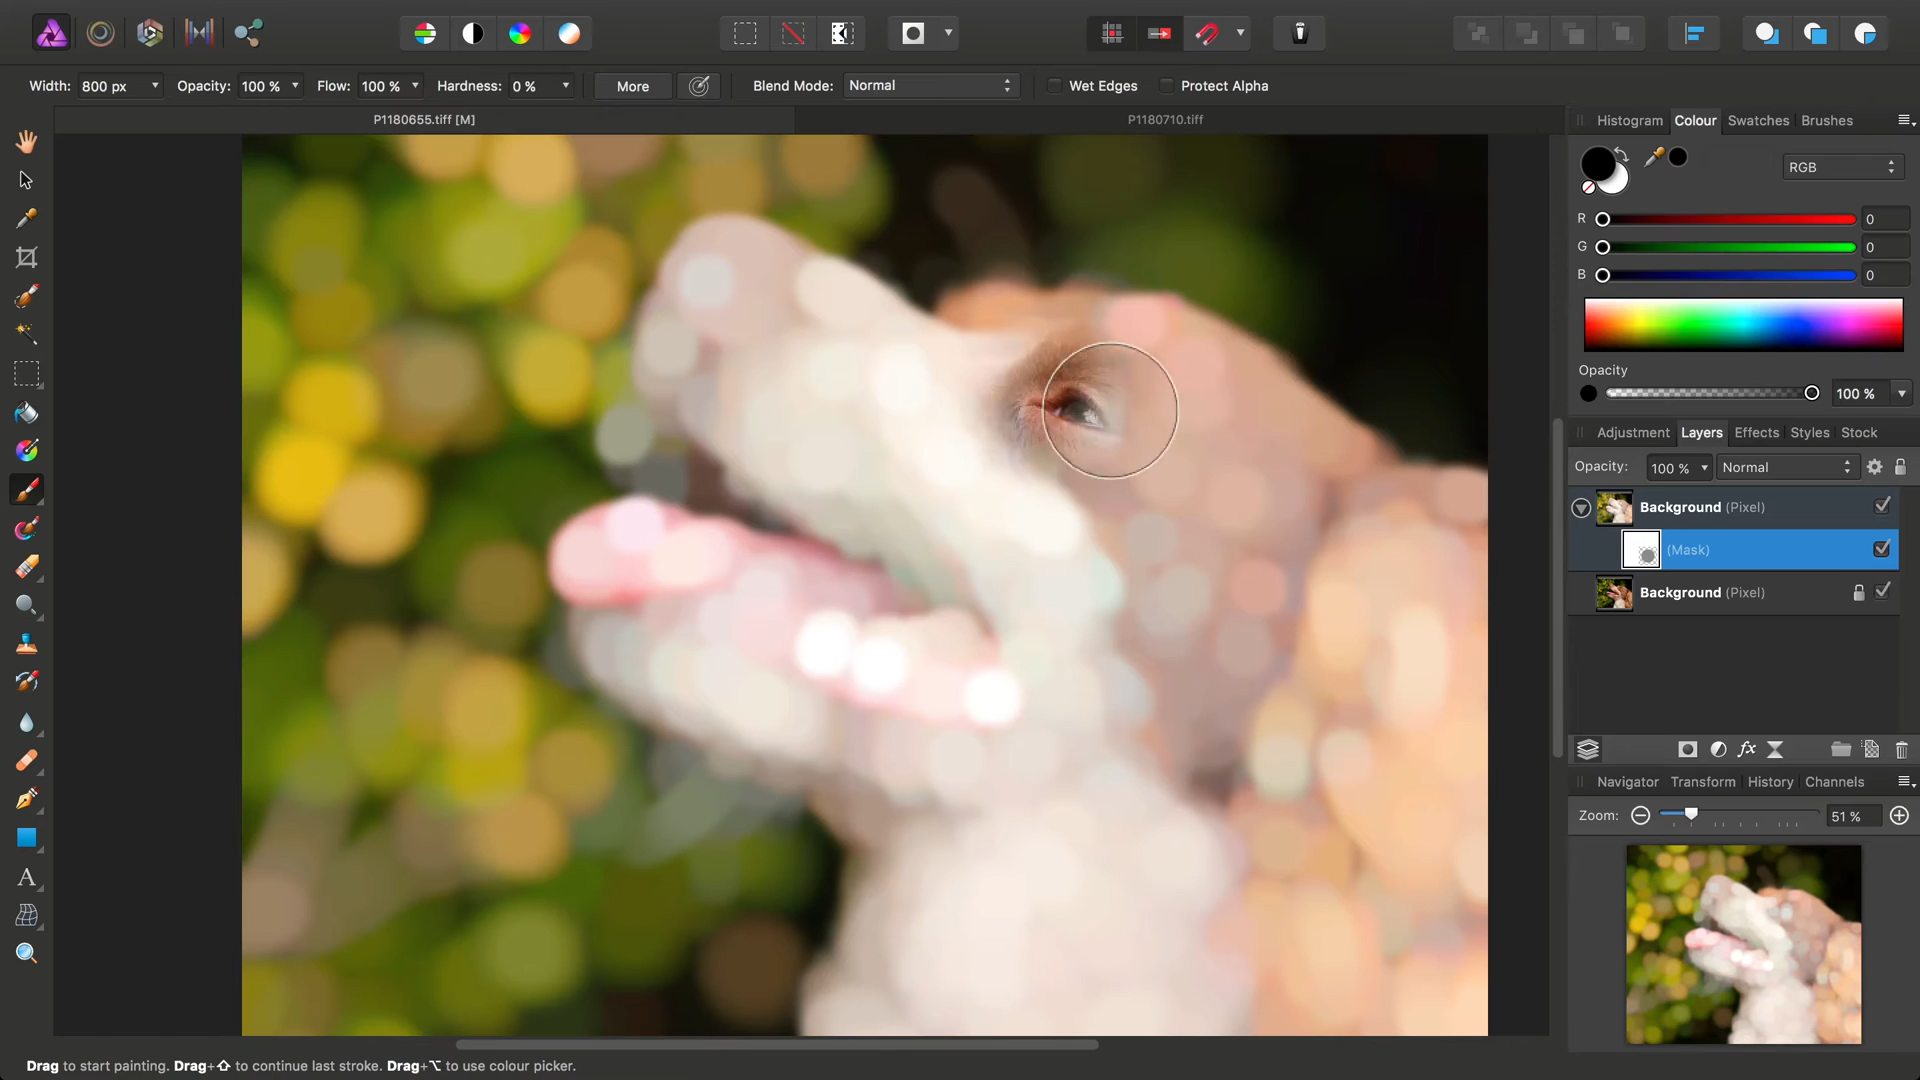 Width: 800 px Opacity: 100 % Flow: 100 % Hardness: 0 % More Blend Mode: Normal Wet Edges Protect Alpha
P1180655.tiff [M] P1180710.tiff
Histogram Colour Swatches Brushes
RGB
R 0
G 0
B 0
Opacity
100 %
Adjustment Layers Effects Styles Stock
Opacity: 100 % Normal
Background (Pixel)
(Mask)
Background (Pixel)
fx
Navigator Transform History Channels
Zoom: 51 %
A
Drag to start painting. Drag+⇧ to continue last stroke. Drag+⌥ to use colour picker.